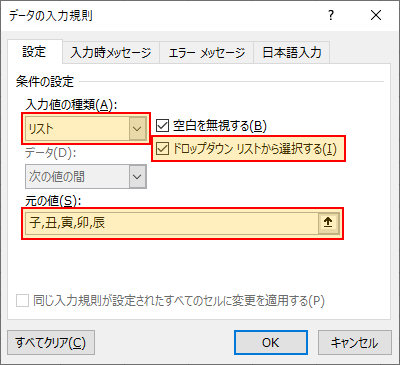 データの入力規則
?
設定 入力時メッセージ エラー メッセージ 日本語入力
条件の設定
入力値の種類(A):
リスト
空白を無視する(B)
ドロップダウン リストから選択する(I)
データ(D):
次の値の間
元の値(S):
子,丑,寅,卯,辰
同じ入力規則が設定されたすべてのセルに変更を適用する(P)
すべてクリア(C) OK キャンセル